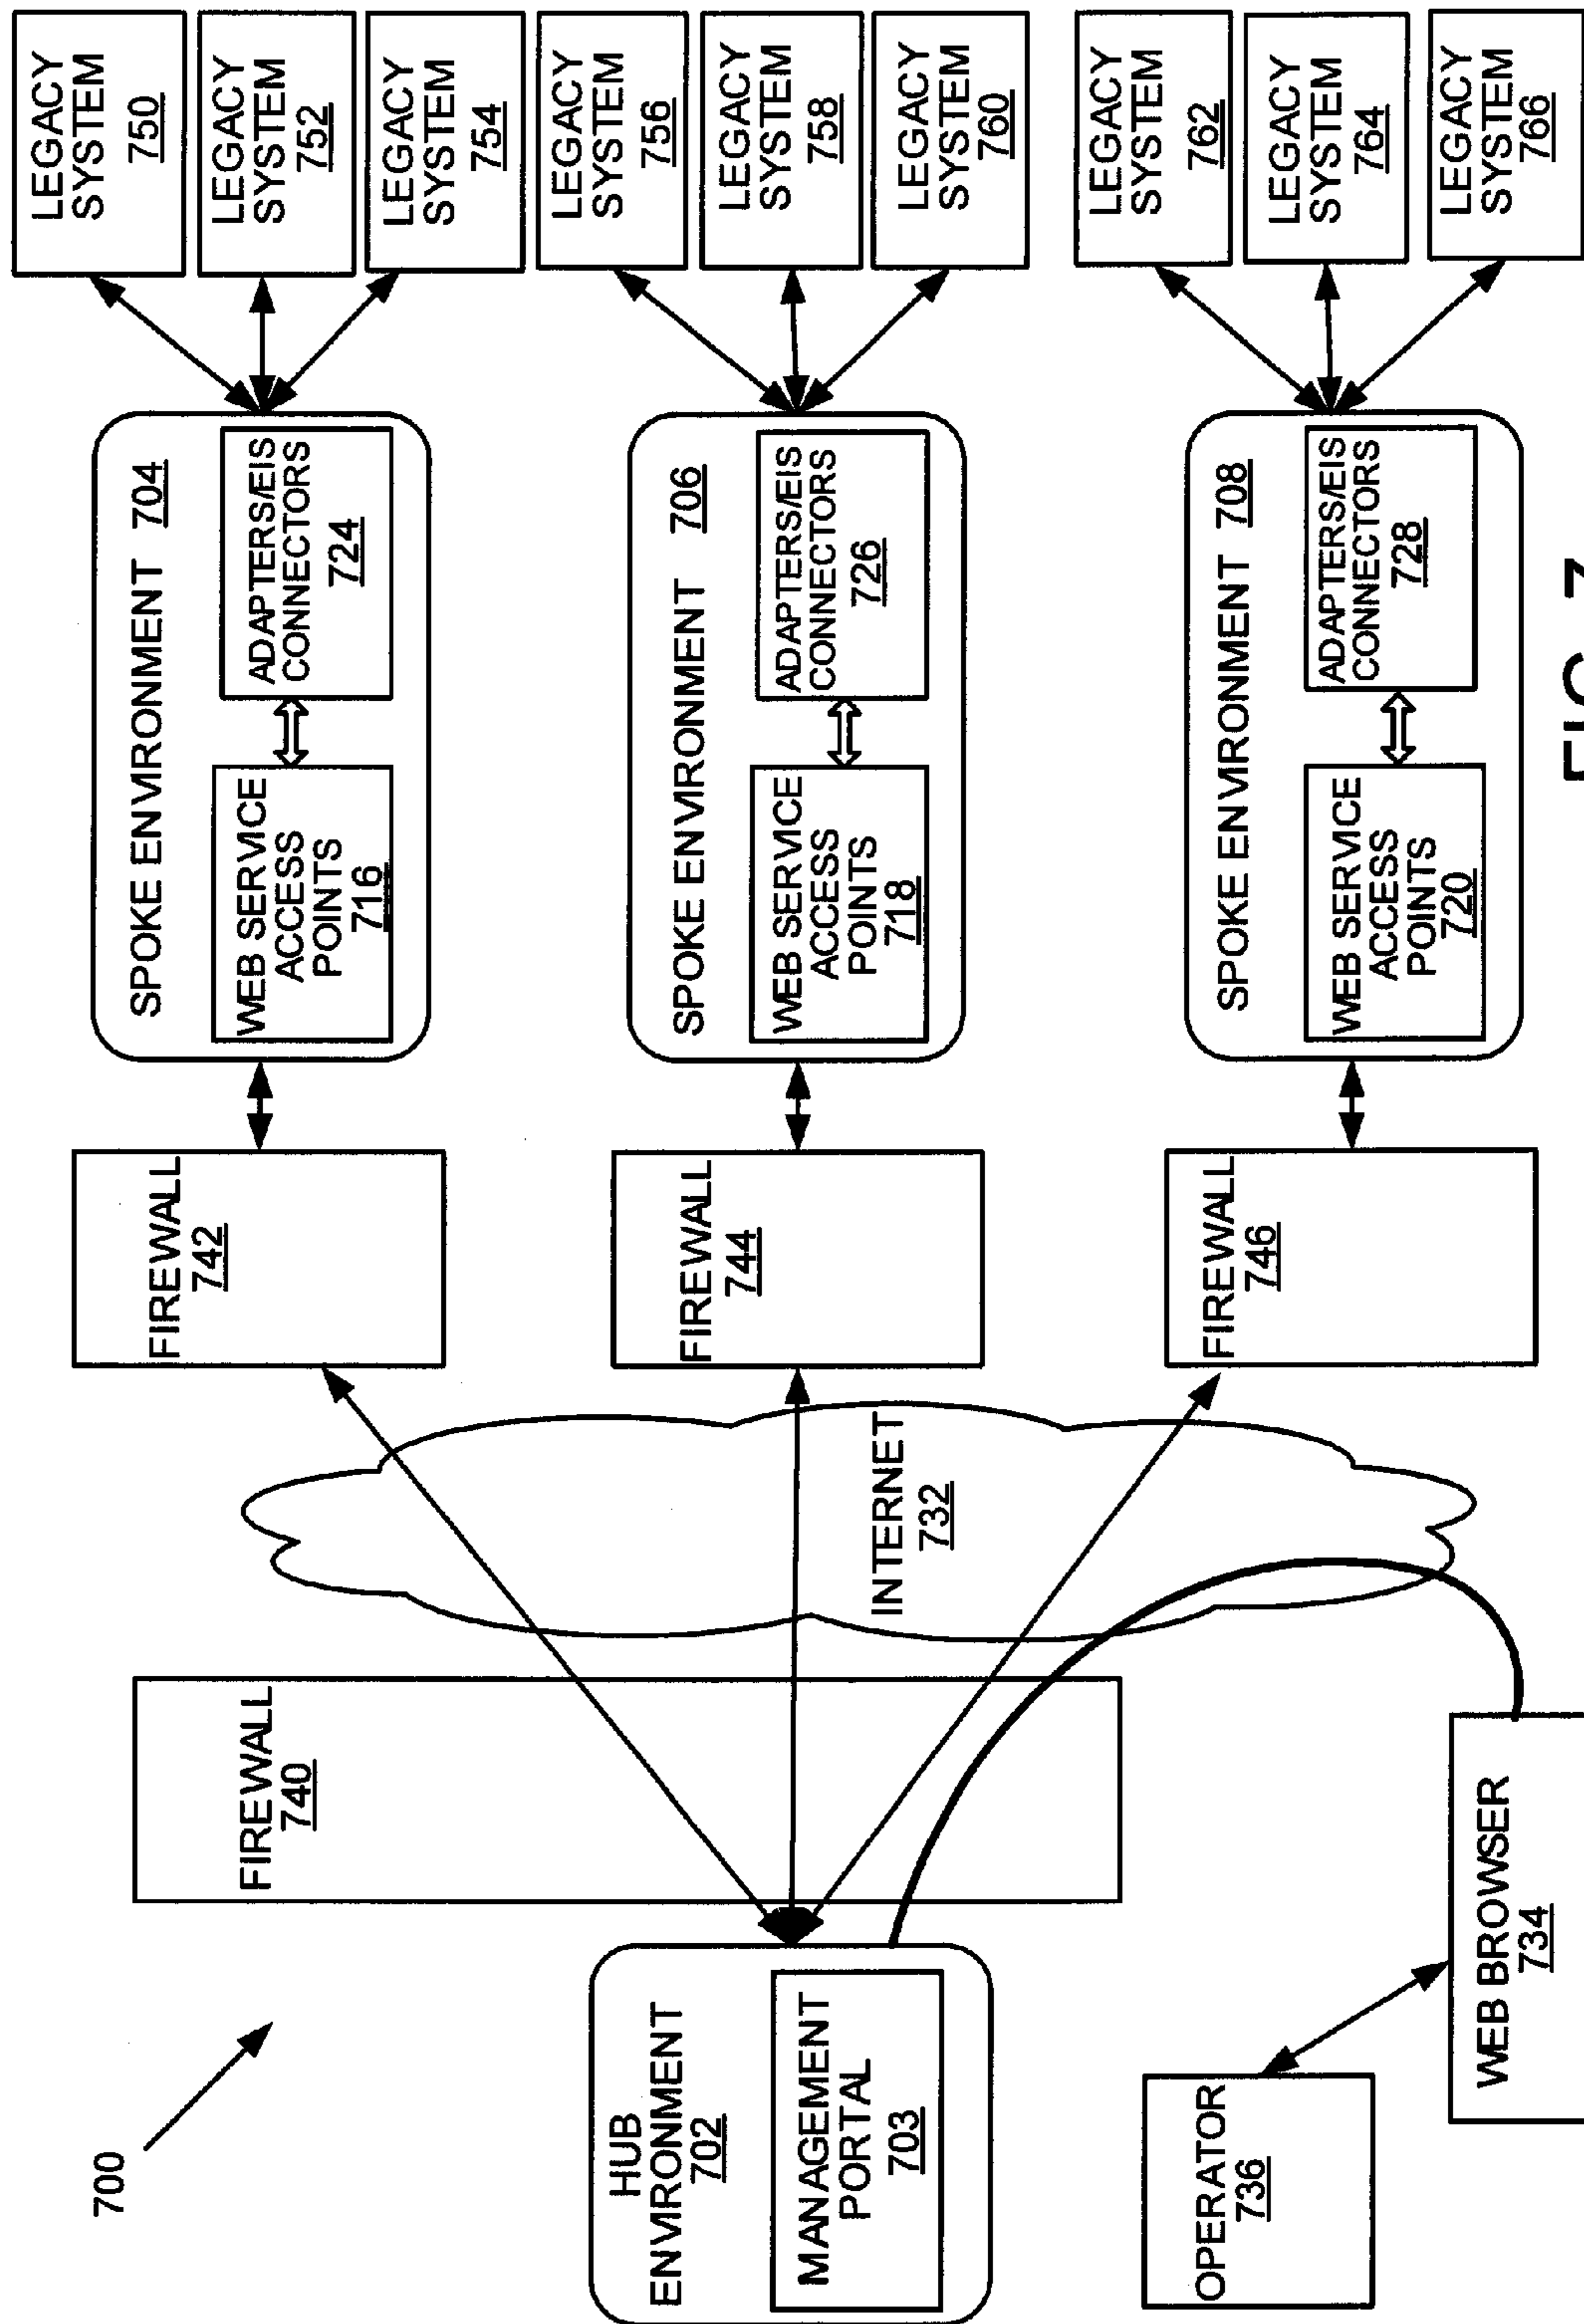 700
HUB
ENVIRONMENT
702
MANAGEMENT
PORTAL
703
FIREWALL
740
INTERNET
732
OPERATOR
736
WEB BROWSER
734
FIREWALL
742
SPOKE ENVIRONMENT 704
WEB SERVICE
ACCESS
POINTS
716
ADAPTERS/EIS
CONNECTORS
724
LEGACY
SYSTEM
750
LEGACY
SYSTEM
752
LEGACY
SYSTEM
754
FIREWALL
744
SPOKE ENVIRONMENT 706
WEB SERVICE
ACCESS
POINTS
718
ADAPTERS/EIS
CONNECTORS
726
LEGACY
SYSTEM
756
LEGACY
SYSTEM
758
LEGACY
SYSTEM
760
FIREWALL
746
SPOKE ENVIRONMENT 708
WEB SERVICE
ACCESS
POINTS
720
ADAPTERS/EIS
CONNECTORS
728
LEGACY
SYSTEM
762
LEGACY
SYSTEM
764
LEGACY
SYSTEM
766